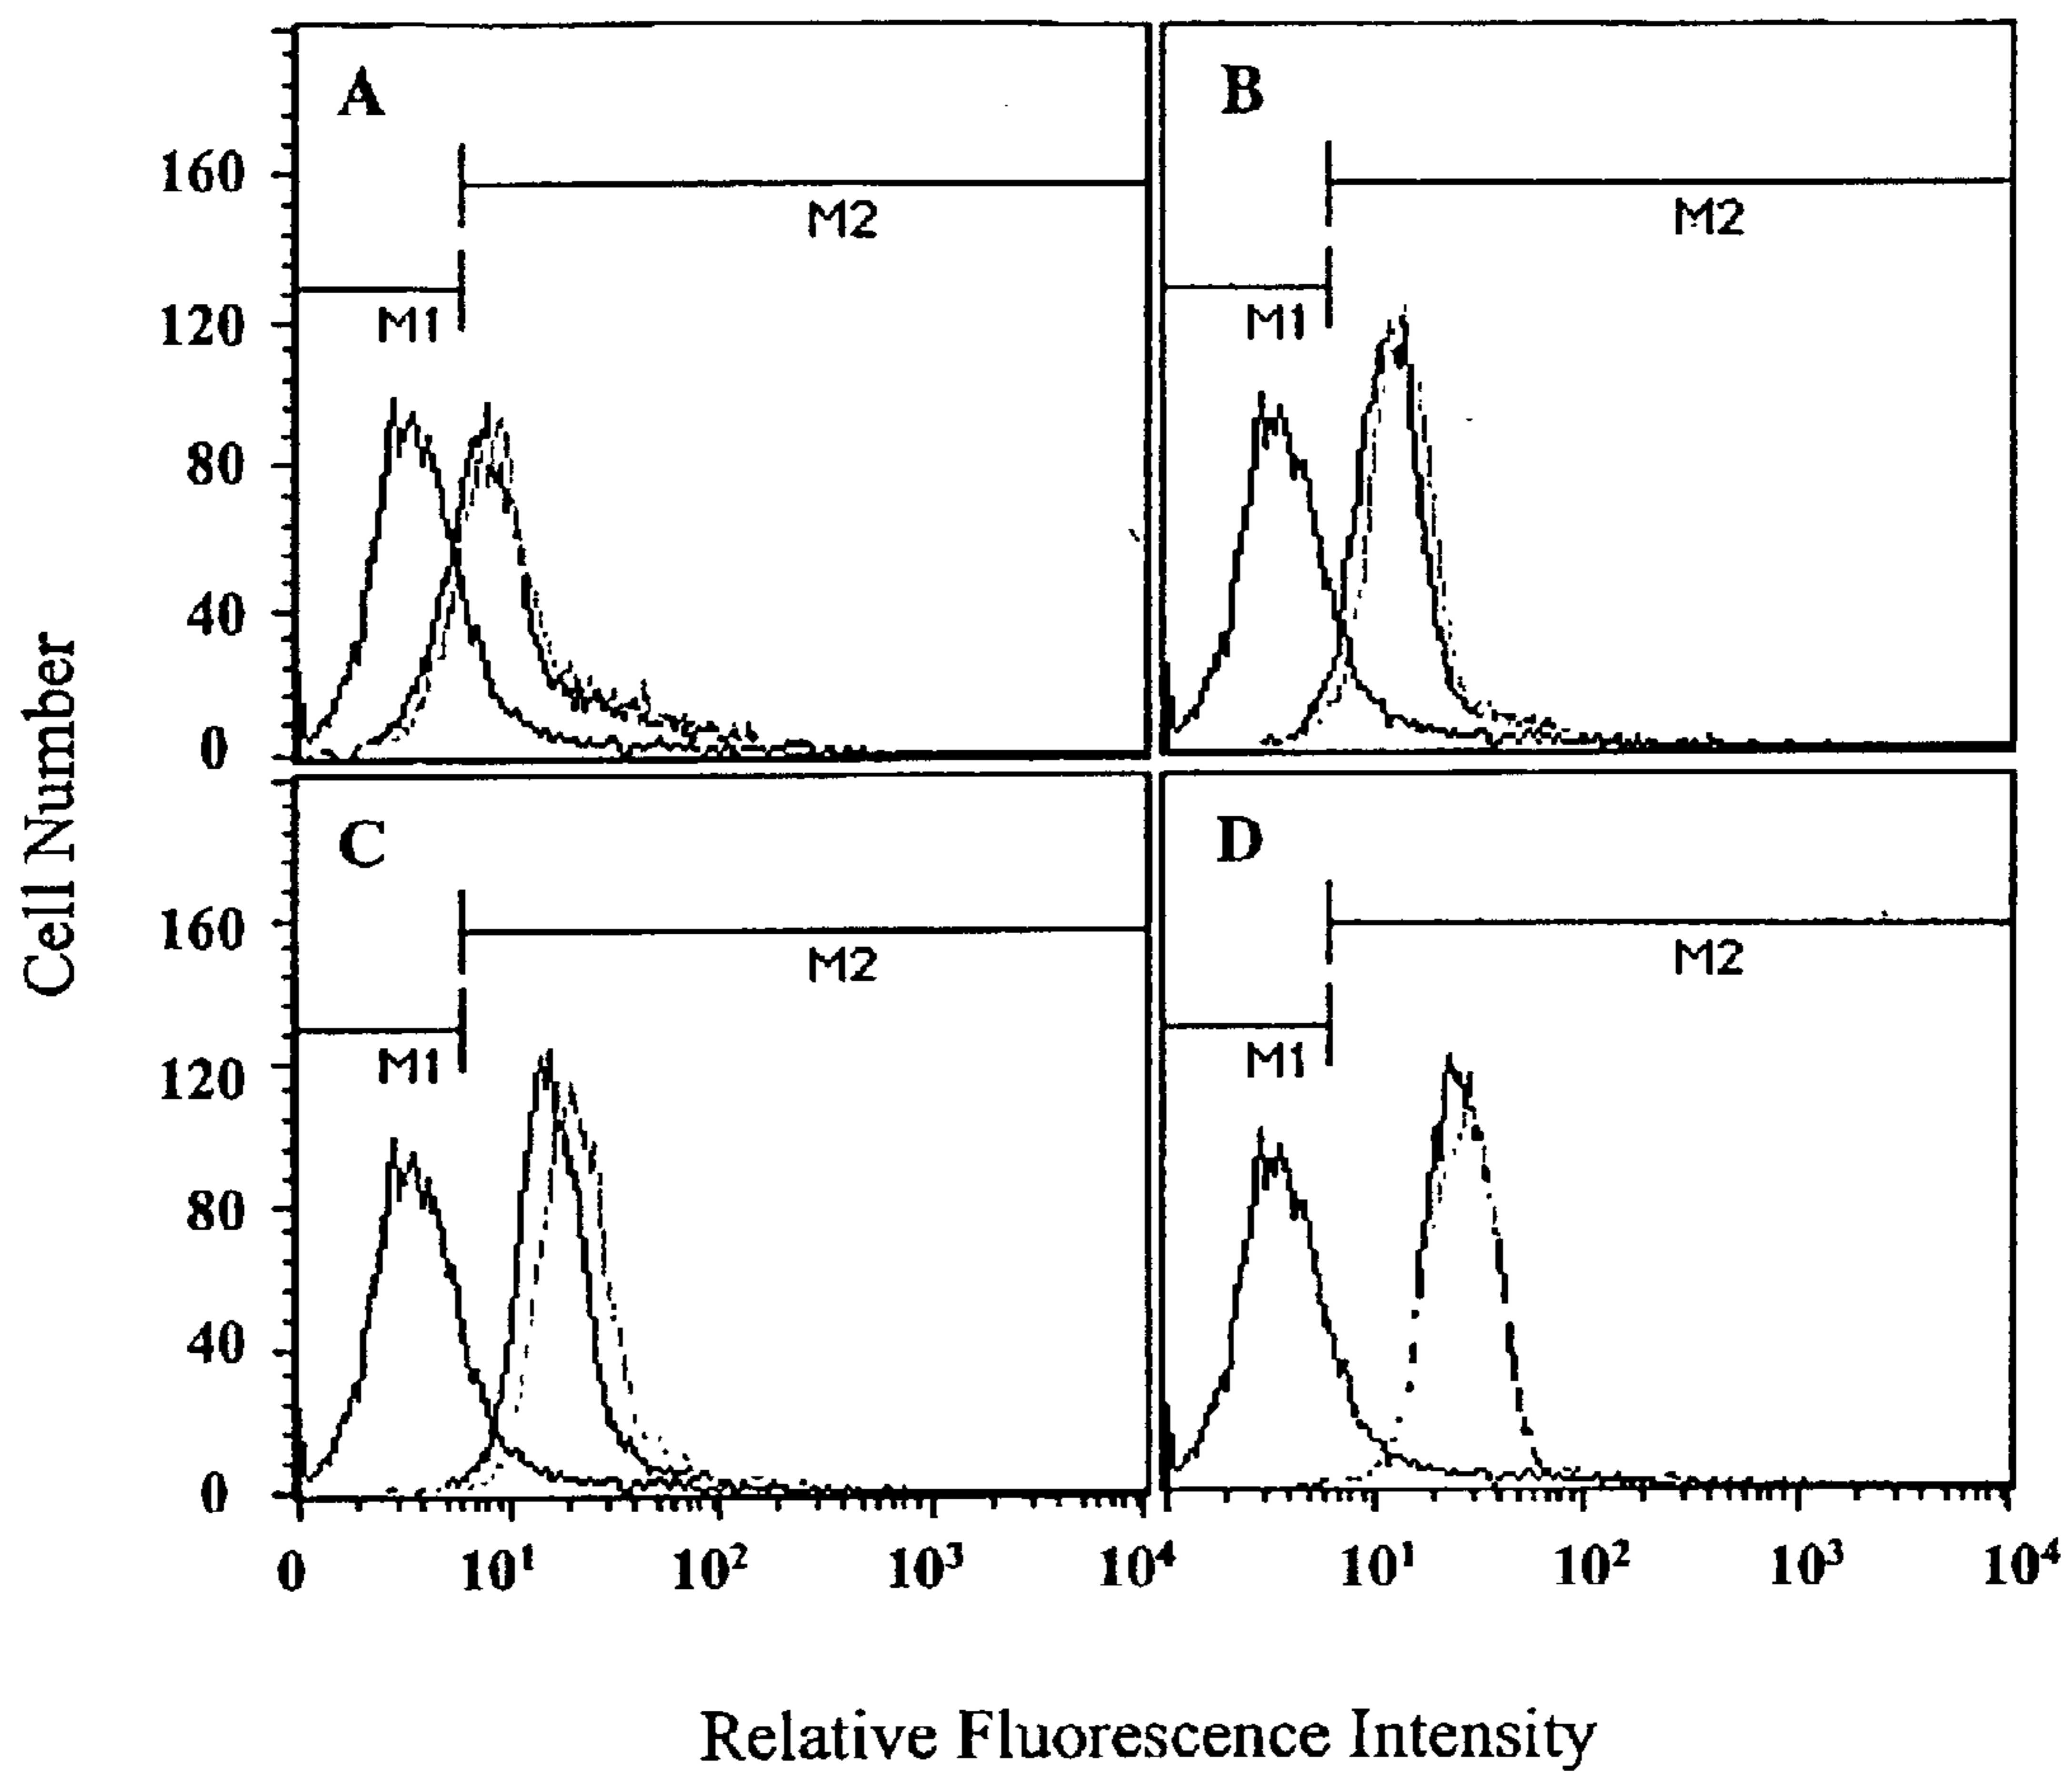 A
B
160
M2
M2
120
M1
M1
80
40
0
Cell Number
C
D
160
M2
M2
120
M1
M1
80
40
0
0 10¹ 10² 10³ 10⁴ 10¹ 10² 10³ 10⁴
Relative Fluorescence Intensity